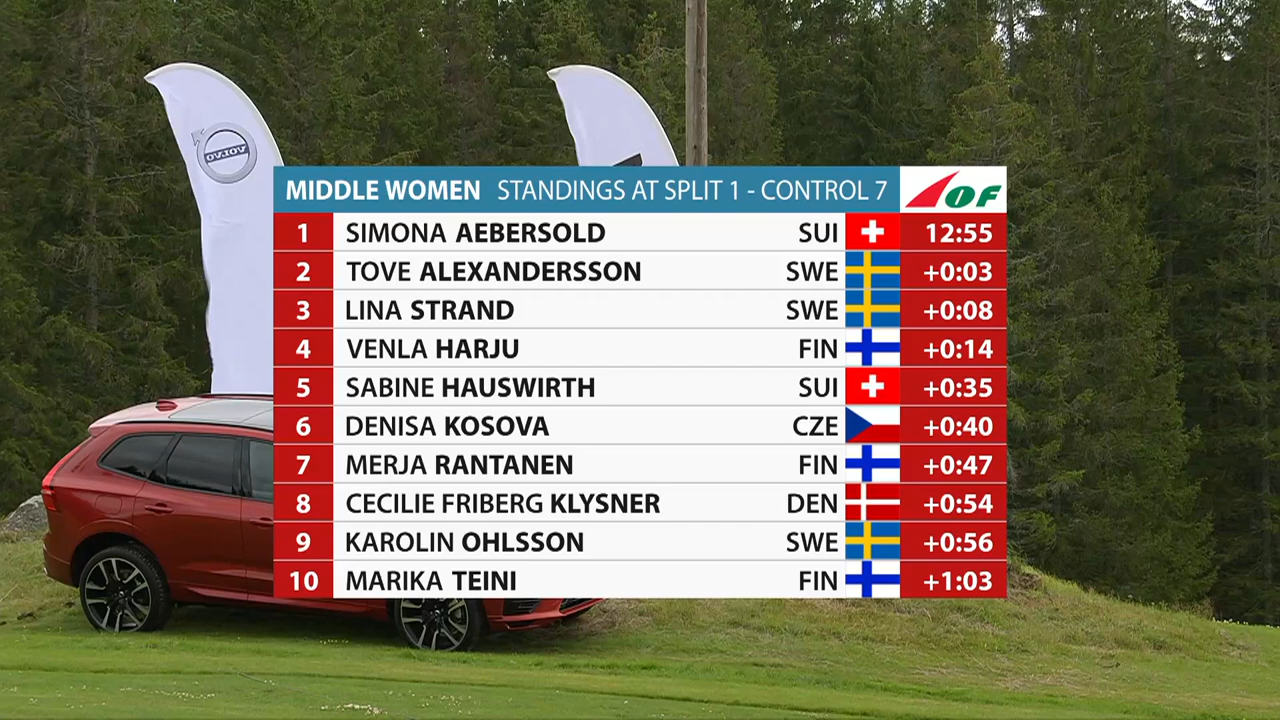 VOLVO
MIDDLE WOMEN STANDINGS AT SPLIT 1 - CONTROL 7 OF
1 SIMONA AEBERSOLD SUI 12:55
2 TOVE ALEXANDERSSON SWE +0:03
3 LINA STRAND SWE +0:08
4 VENLA HARJU FIN +0:14
5 SABINE HAUSWIRTH SUI +0:35
6 DENISA KOSOVA CZE +0:40
7 MERJA RANTANEN FIN +0:47
8 CECILIE FRIBERG KLYSNER DEN +0:54
9 KAROLIN OHLSSON SWE +0:56
10 MARIKA TEINI FIN +1:03